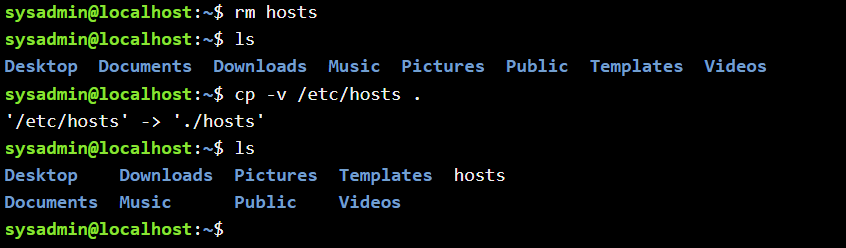 sysadmin@localhost:~$ rm hosts
sysadmin@localhost:~$ ls
Desktop  Documents  Downloads  Music  Pictures  Public  Templates  Videos
sysadmin@localhost:~$ cp -v /etc/hosts .
'/etc/hosts' -> './hosts'
sysadmin@localhost:~$ ls
Desktop    Downloads  Pictures  Templates  hosts
Documents  Music      Public    Videos
sysadmin@localhost:~$